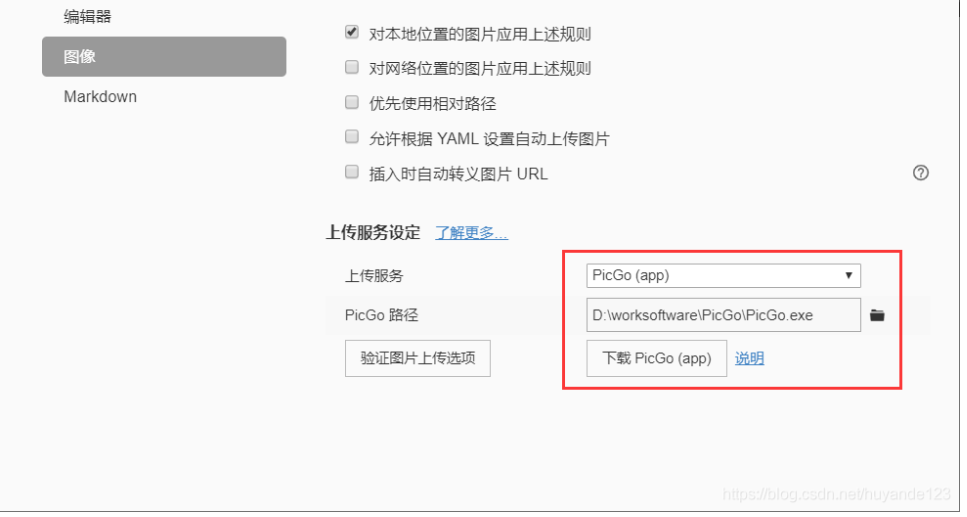 编辑器
图像
Markdown
对本地位置的图片应用上述规则
对网络位置的图片应用上述规则
优先使用相对路径
允许根据 YAML 设置自动上传图片
插入时自动转义图片 URL
上传服务设定 了解更多...
上传服务 PicGo (app)
PicGo 路径 D:\worksoftware\PicGo\PicGo.exe
验证图片上传选项 下载 PicGo (app) 说明
https://blog.csdn.net/huyande123